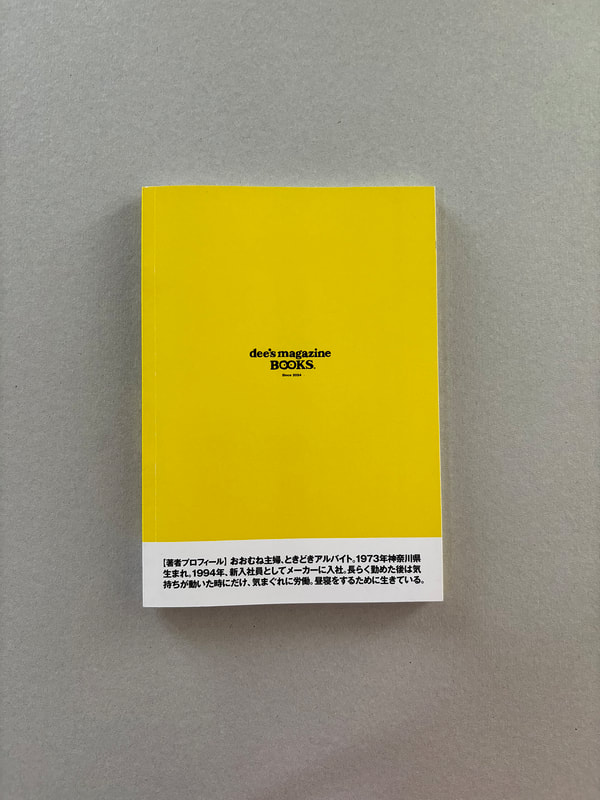 dee's magazine
BOOKS.
Since 2024
【著者プロフィール】 おおむね主婦、ときどきアルバイト。1973年神奈川県
生まれ。1994年、新入社員としてメーカーに入社。長らく勤めた後は気
持ちが動いた時にだけ、気まぐれに労働。昼寝をするために生きている。